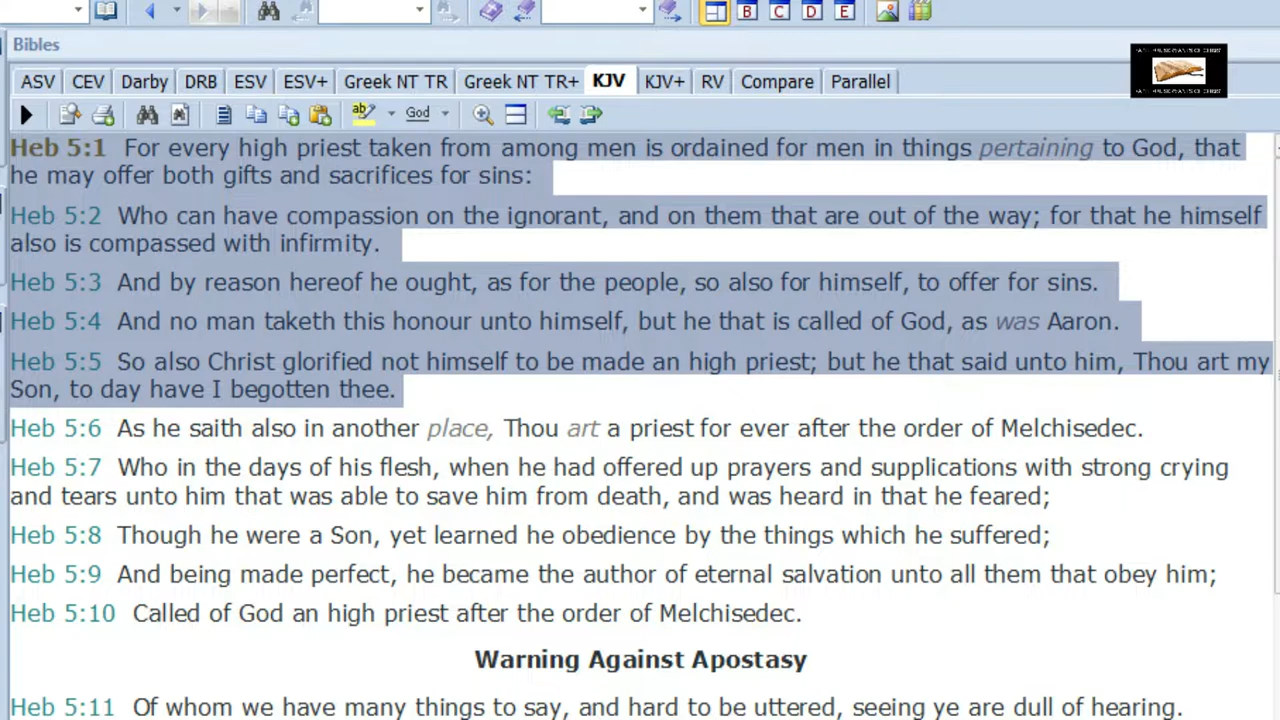 B C D E
Bibles
ASV CEV Darby DRB ESV ESV+ Greek NT TR Greek NT TR+ KJV KJV+ RV Compare Parallel
ab God
Heb 5:1 For every high priest taken from among men is ordained for men in things pertaining to God, that
he may offer both gifts and sacrifices for sins:
Heb 5:2 Who can have compassion on the ignorant, and on them that are out of the way; for that he himself
also is compassed with infirmity.
Heb 5:3 And by reason hereof he ought, as for the people, so also for himself, to offer for sins.
Heb 5:4 And no man taketh this honour unto himself, but he that is called of God, as was Aaron.
Heb 5:5 So also Christ glorified not himself to be made an high priest; but he that said unto him, Thou art my
Son, to day have I begotten thee.
Heb 5:6 As he saith also in another place, Thou art a priest for ever after the order of Melchisedec.
Heb 5:7 Who in the days of his flesh, when he had offered up prayers and supplications with strong crying
and tears unto him that was able to save him from death, and was heard in that he feared;
Heb 5:8 Though he were a Son, yet learned he obedience by the things which he suffered;
Heb 5:9 And being made perfect, he became the author of eternal salvation unto all them that obey him;
Heb 5:10 Called of God an high priest after the order of Melchisedec.
Warning Against Apostasy
Heb 5:11 Of whom we have many things to say, and hard to be uttered, seeing ye are dull of hearing.